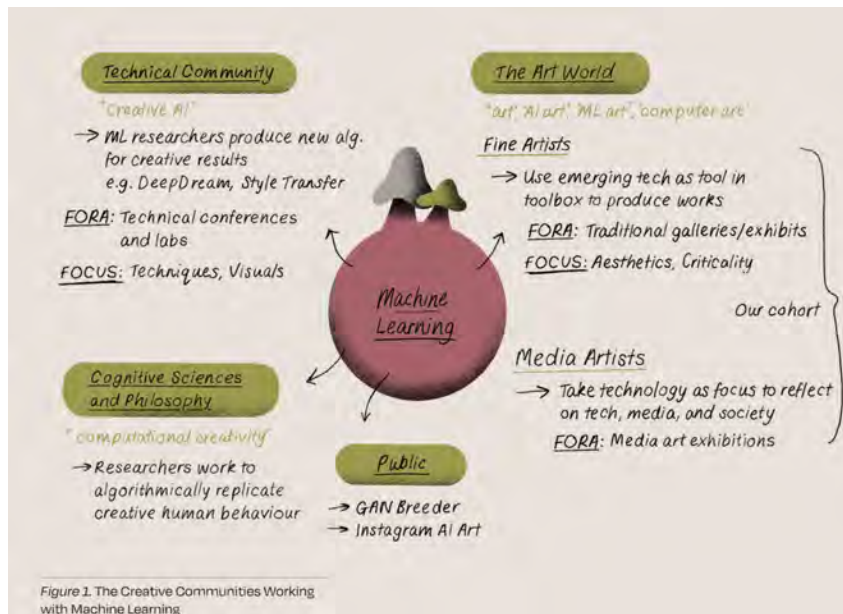 Technical Community
"Creative AI"
→ ML researchers produce new alg.
for creative results
e.g. DeepDream, Style Transfer
FORA: Technical conferences
and labs
FOCUS: Techniques, Visuals
The Art World
"art", "AI art" "ML art", "computer art"
Fine Artists
→ Use emerging tech as tool in
toolbox to produce works
FORA: Traditional galleries/exhibits
FOCUS: Aesthetics, Criticality
Our cohort
Media Artists
→ Take technology as focus to reflect
on tech, media, and society
FORA: Media art exhibitions
Machine
Learning
Cognitive Sciences
and Philosophy
"computational creativity"
→ Researchers work to
algorithmically replicate
creative human behaviour
Public
→ GAN Breeder
→ Instagram AI Art
Figure 1. The Creative Communities Working
with Machine Learning